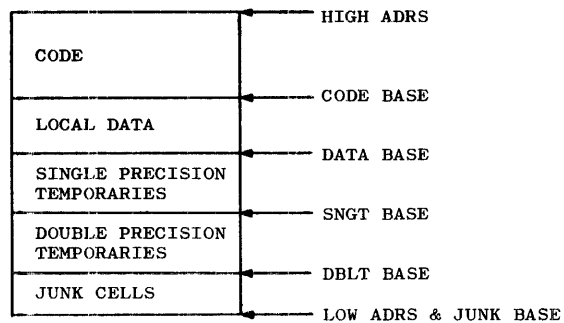 HIGH ADRS
CODE
CODE BASE
LOCAL DATA
DATA BASE
SINGLE PRECISION
TEMPORARIES
SNGT BASE
DOUBLE PRECISION
TEMPORARIES
DBLT BASE
JUNK CELLS
LOW ADRS & JUNK BASE